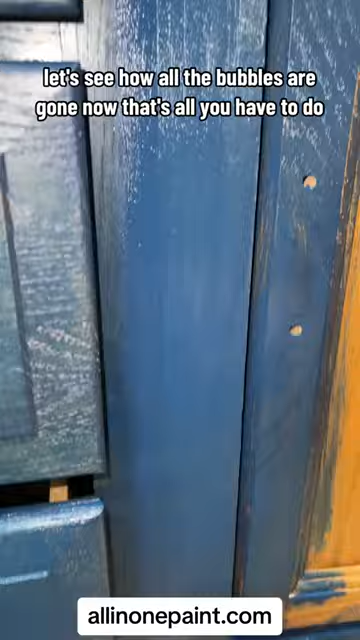 let's see how all the bubbles are
gone now that's all you have to do
allinonepaint.com